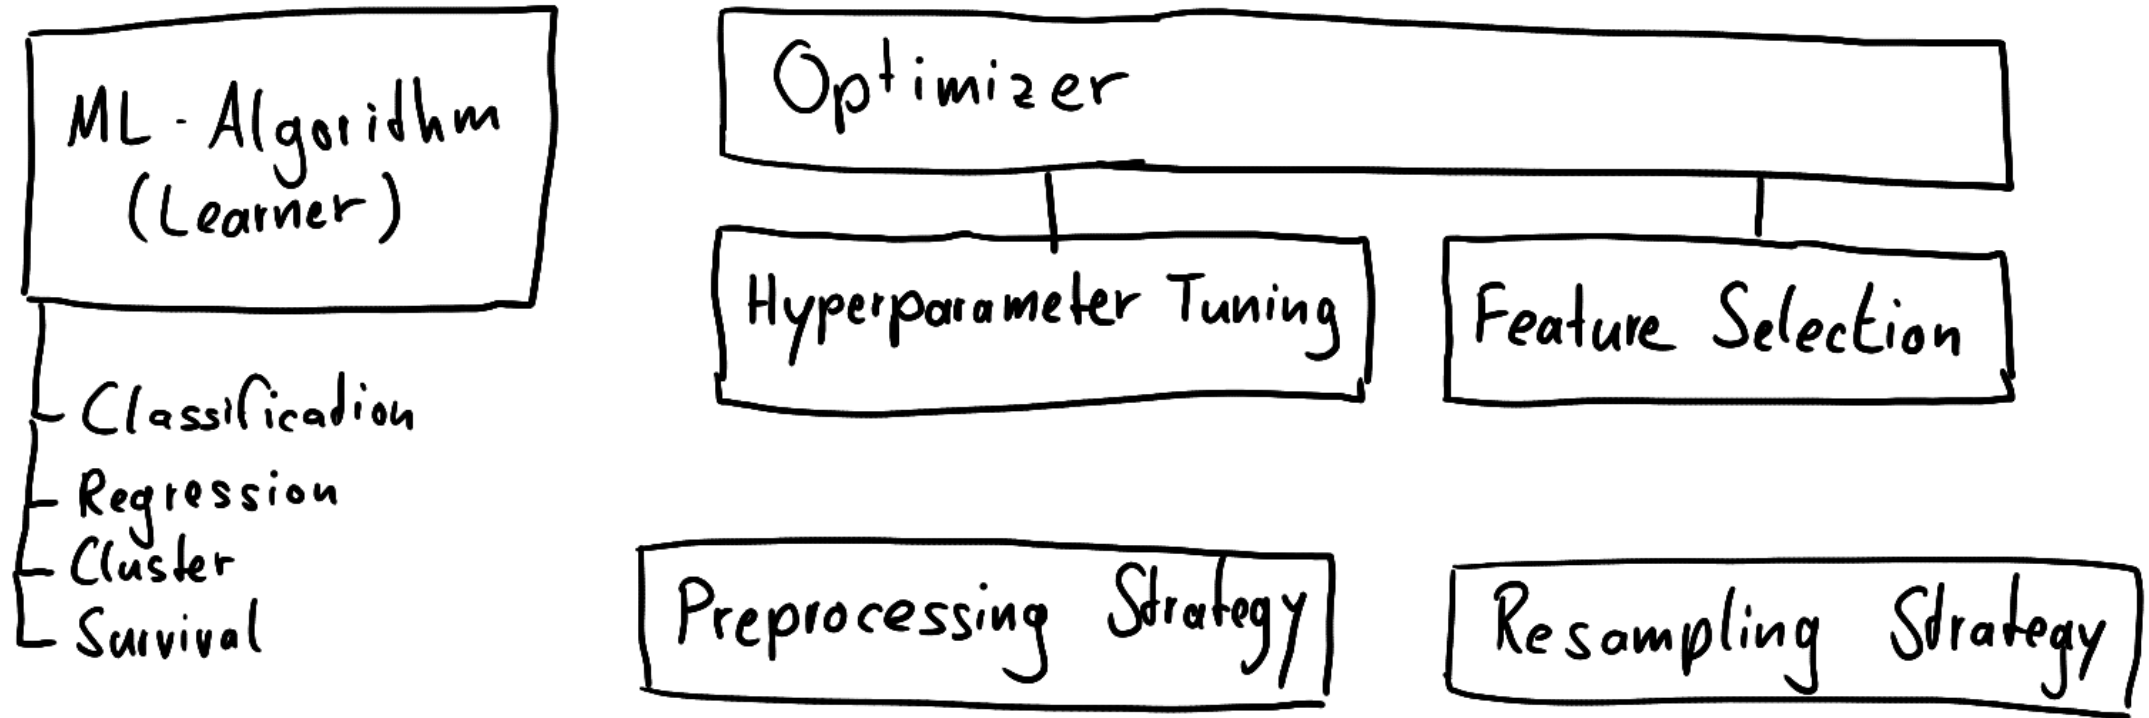 ML - Algorithm
(Learner)
Classification
Regression
Cluster
Survival
Optimizer
Hyperparameter Tuning
Feature Selection
Preprocessing Strategy
Resampling Strategy